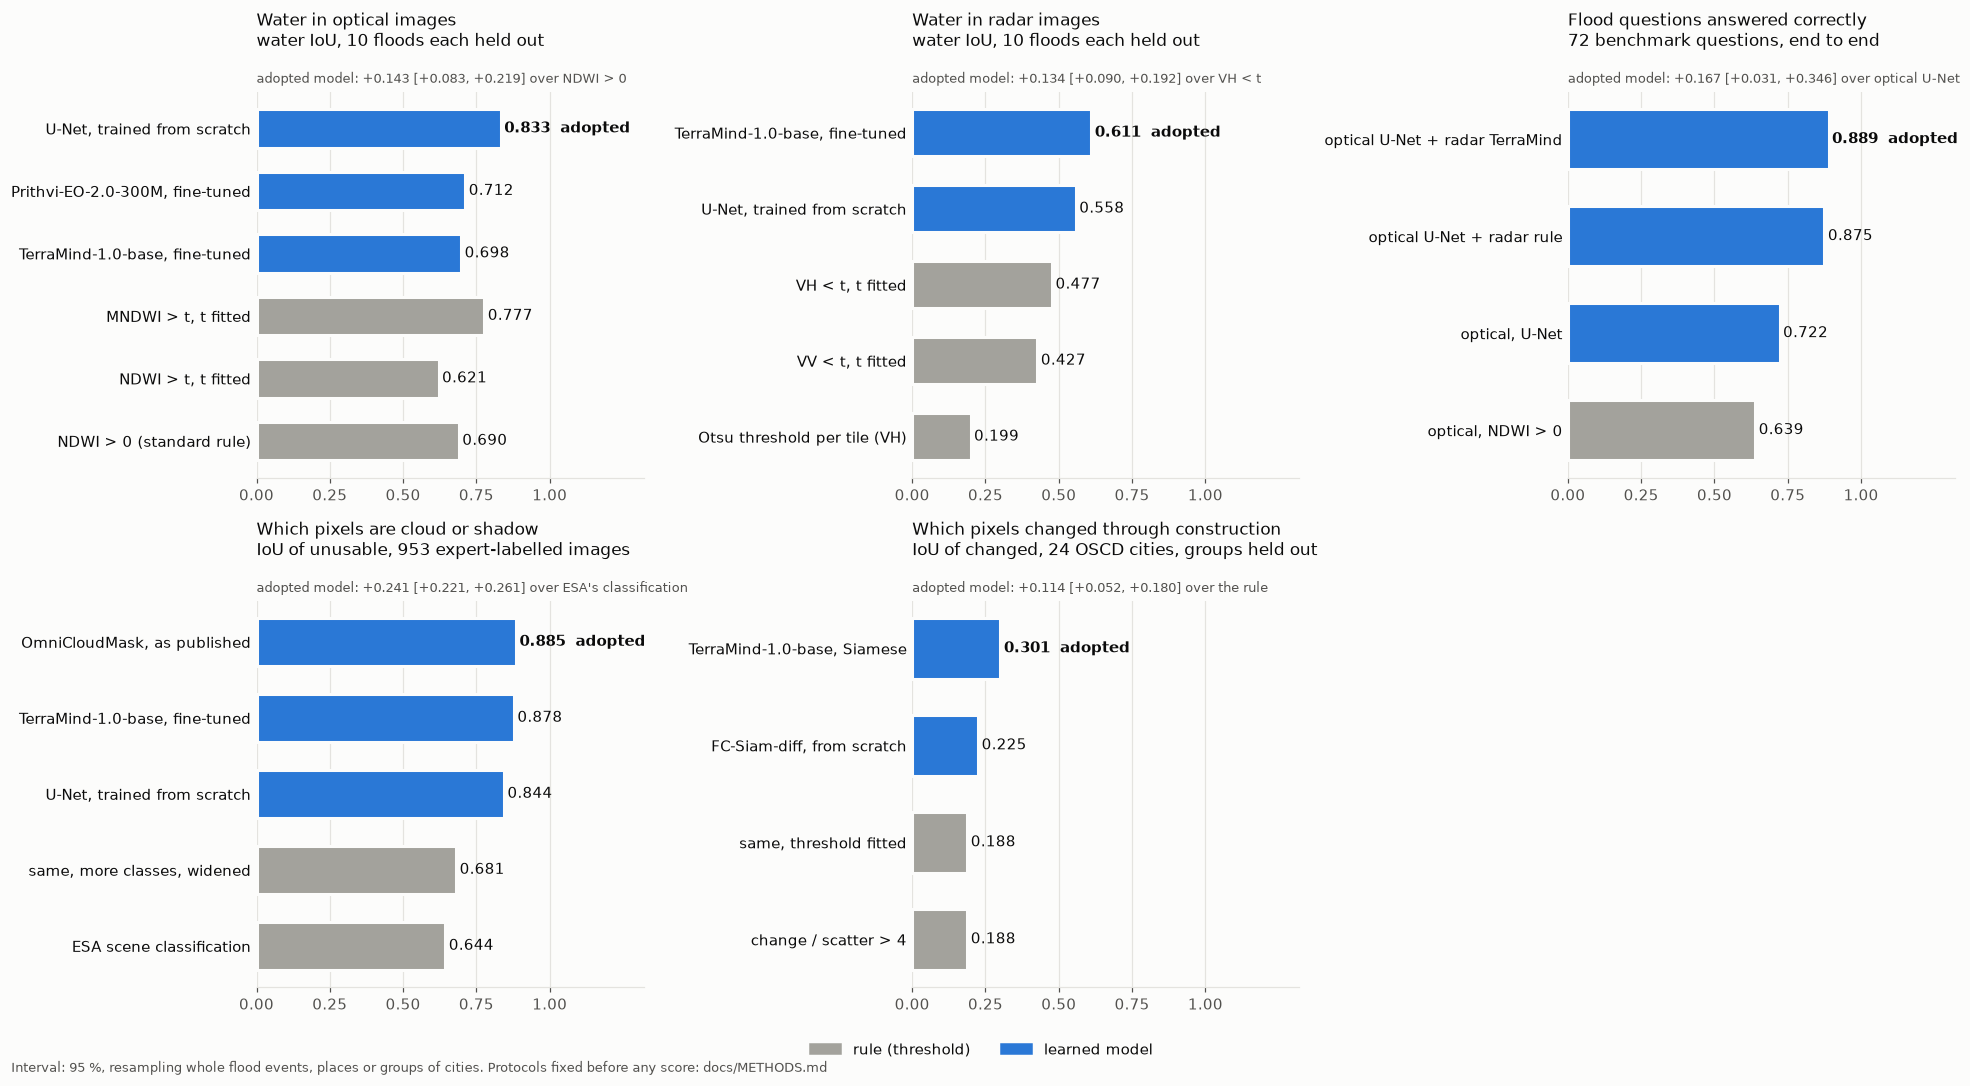 Water in optical images
water IoU, 10 floods each held out
adopted model: +0.143 [+0.083, +0.219] over NDWI > 0
U-Net, trained from scratch
0.833 adopted
Prithvi-EO-2.0-300M, fine-tuned
0.712
TerraMind-1.0-base, fine-tuned
0.698
MNDWI > t, t fitted
0.777
NDWI > t, t fitted
0.621
NDWI > 0 (standard rule)
0.690
0.00 0.25 0.50 0.75 1.00
Water in radar images
water IoU, 10 floods each held out
adopted model: +0.134 [+0.090, +0.192] over VH < t
TerraMind-1.0-base, fine-tuned
0.611 adopted
U-Net, trained from scratch
0.558
VH < t, t fitted
0.477
VV < t, t fitted
0.427
Otsu threshold per tile (VH)
0.199
0.00 0.25 0.50 0.75 1.00
Flood questions answered correctly
72 benchmark questions, end to end
adopted model: +0.167 [+0.031, +0.346] over optical U-Net
optical U-Net + radar TerraMind
0.889 adopted
optical U-Net + radar rule
0.875
optical, U-Net
0.722
optical, NDWI > 0
0.639
0.00 0.25 0.50 0.75 1.00
Which pixels are cloud or shadow
IoU of unusable, 953 expert-labelled images
adopted model: +0.241 [+0.221, +0.261] over ESA's classification
OmniCloudMask, as published
0.885 adopted
TerraMind-1.0-base, fine-tuned
0.878
U-Net, trained from scratch
0.844
same, more classes, widened
0.681
ESA scene classification
0.644
0.00 0.25 0.50 0.75 1.00
Which pixels changed through construction
IoU of changed, 24 OSCD cities, groups held out
adopted model: +0.114 [+0.052, +0.180] over the rule
TerraMind-1.0-base, Siamese
0.301 adopted
FC-Siam-diff, from scratch
0.225
same, threshold fitted
0.188
change / scatter > 4
0.188
0.00 0.25 0.50 0.75 1.00
rule (threshold)
learned model
Interval: 95 %, resampling whole flood events, places or groups of cities. Protocols fixed before any score: docs/METHODS.md